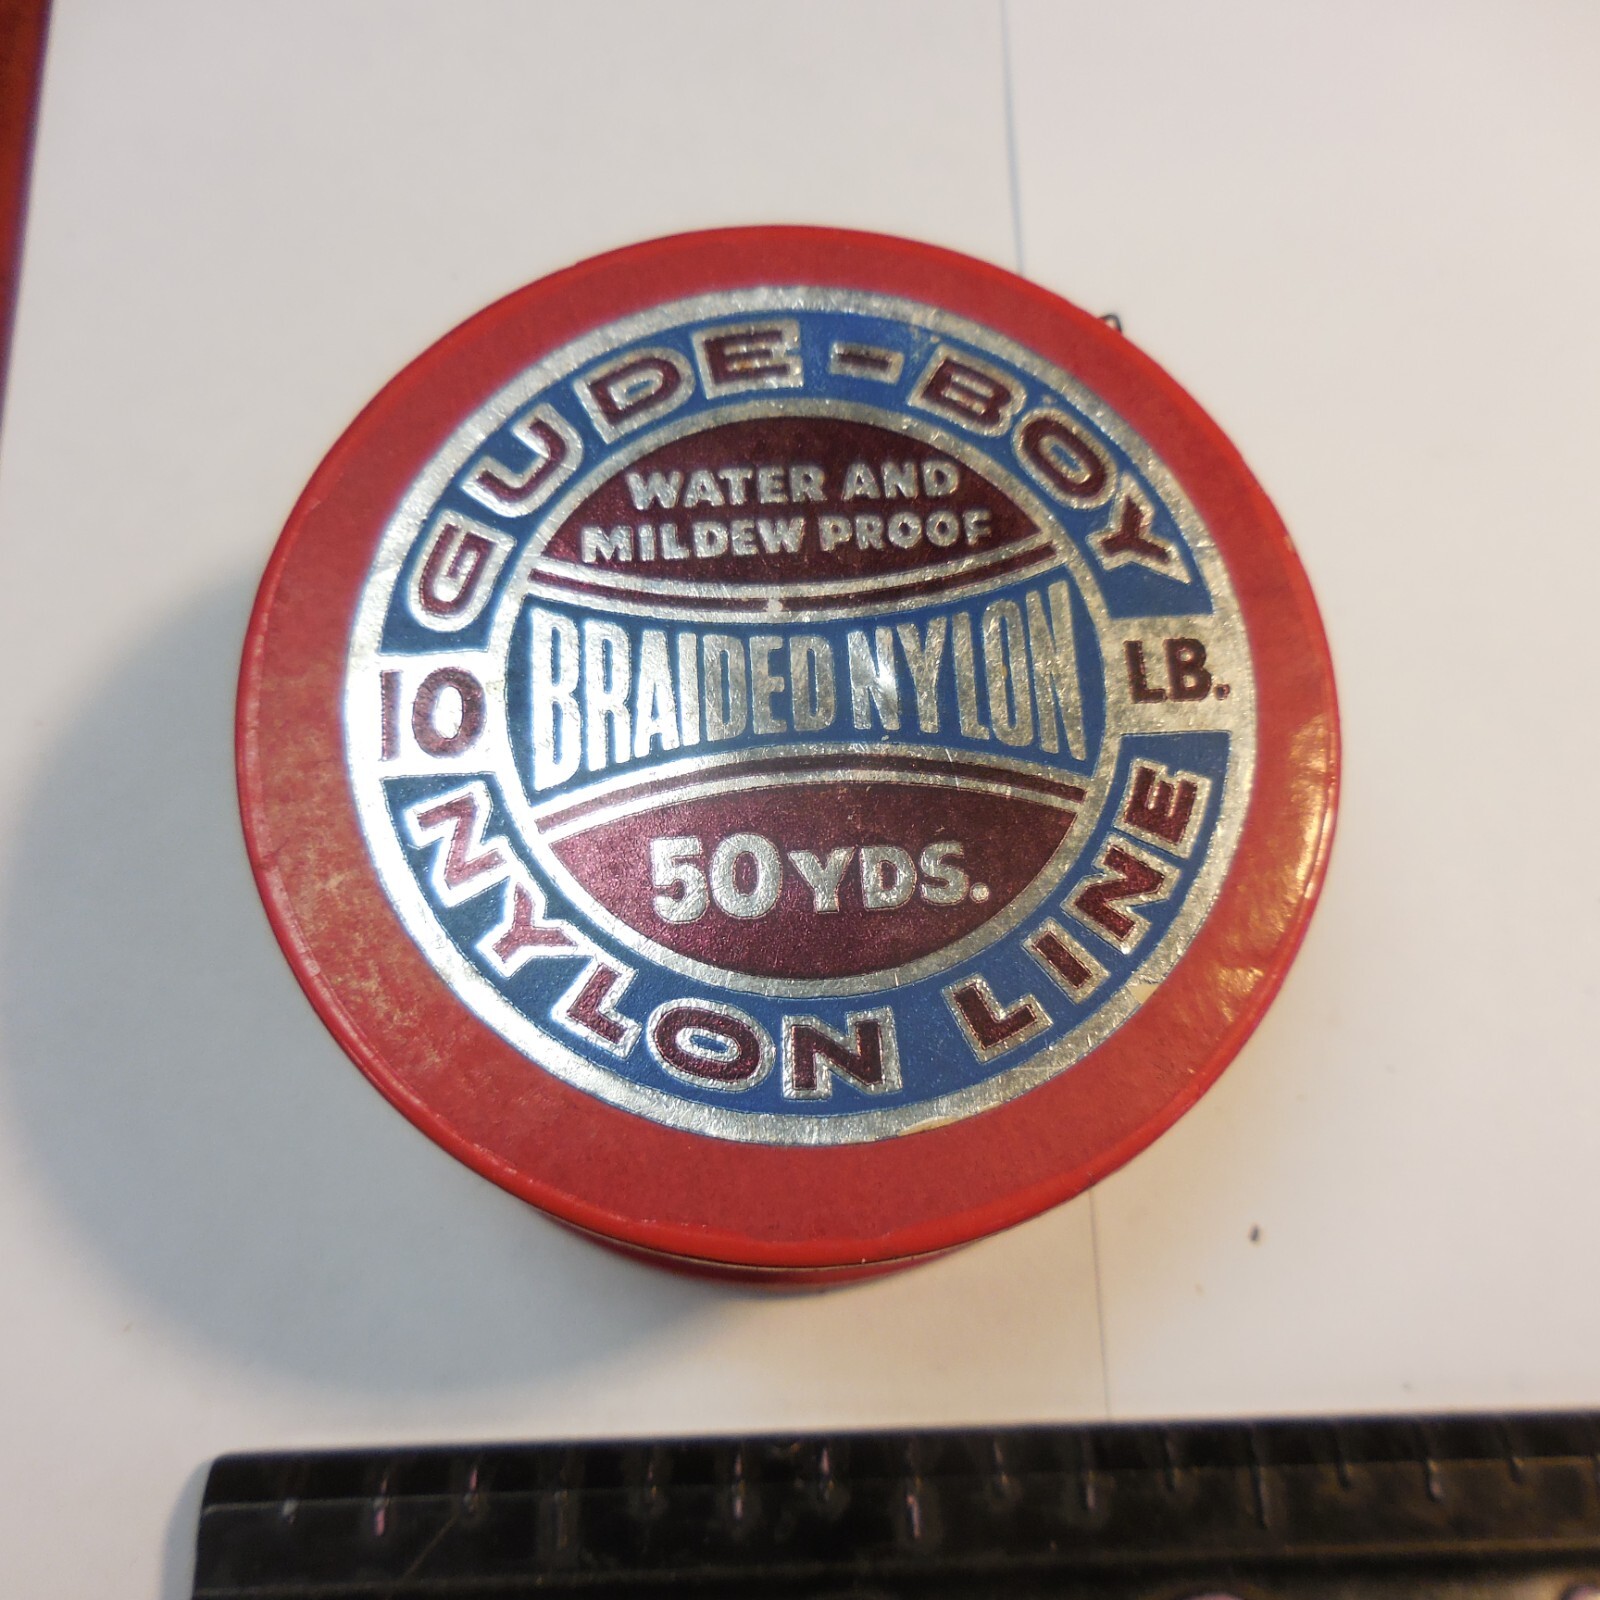 GUDE-BOY
WATER AND
MILDEW PROOF
BRAIDED NYLON
10 LB.
50 YDS.
NYLON LINE